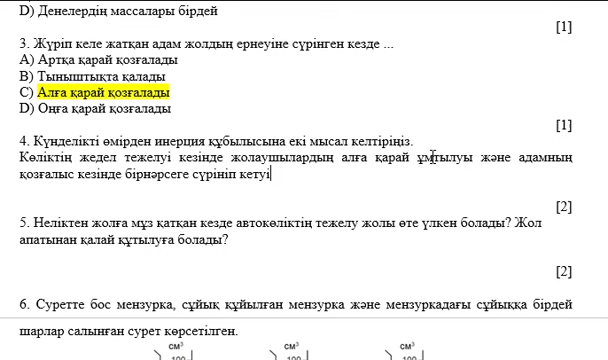 D) Денелердің массалары бірдей
[1]
3. Жүріп келе жатқан адам жолдың ернеуіне сүрінген кезде ...
A) Артқа қарай қозғалады
B) Тыныштықта қалады
C) Алға қарай қозғалады
D) Оңға қарай қозғалады
[1]
4. Күнделікті өмірден инерция құбылысына екі мысал келтіріңіз.
Көліктің жедел тежелуі кезінде жолаушылардың алға қарай ұмтылуы және адамның
қозғалыс кезінде бірнәрсеге сүрініп кетуі
[2]
5. Неліктен жолға мұз қатқан кезде автокөліктің тежелу жолы өте үлкен болады? Жол
апатынан қалай құтылуға болады?
[2]
6. Суретте бос мензурка, сұйық құйылған мензурка және мензуркадағы сұйыққа бірдей
шарлар салынған сурет көрсетілген.
см³ см³ см³
100 100 100